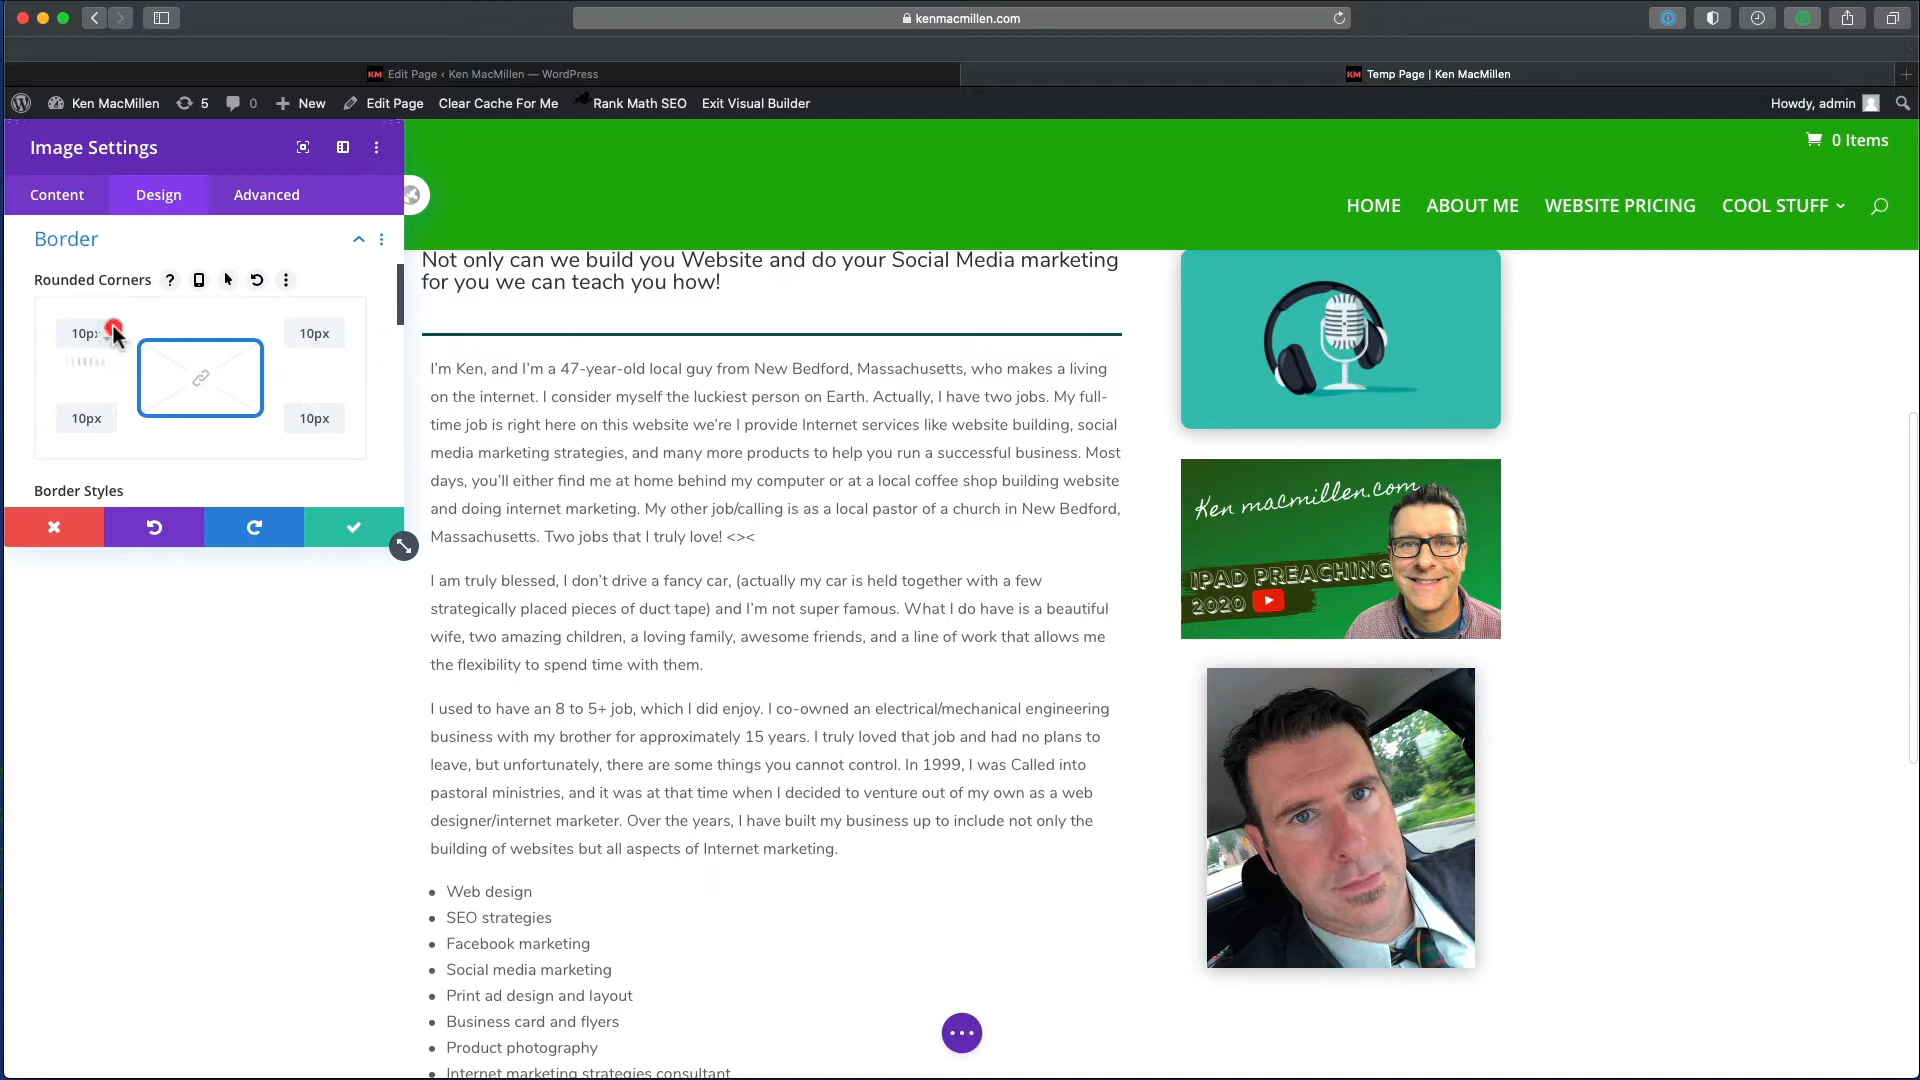 kenmacmillen.com
KM Edit Page ‹ Ken MacMillen — WordPress
KM Temp Page | Ken MacMillen
Ken MacMillen 5 0 New Edit Page Clear Cache For Me Rank Math SEO Exit Visual Builder Howdy, admin
Image Settings
Content Design Advanced
Border
Rounded Corners ?
10px 10px
10px 10px
Border Styles
0 Items
HOME ABOUT ME WEBSITE PRICING COOL STUFF
Not only can we build you Website and do your Social Media marketing
for you we can teach you how!
I'm Ken, and I'm a 47-year-old local guy from New Bedford, Massachusetts, who makes a living
on the internet. I consider myself the luckiest person on Earth. Actually, I have two jobs. My full-
time job is right here on this website we're I provide Internet services like website building, social
media marketing strategies, and many more products to help you run a successful business. Most
days, you'll either find me at home behind my computer or at a local coffee shop building website
and doing internet marketing. My other job/calling is as a local pastor of a church in New Bedford,
Massachusetts. Two jobs that I truly love! <><
I am truly blessed, I don't drive a fancy car, (actually my car is held together with a few
strategically placed pieces of duct tape) and I'm not super famous. What I do have is a beautiful
wife, two amazing children, a loving family, awesome friends, and a line of work that allows me
the flexibility to spend time with them.
I used to have an 8 to 5+ job, which I did enjoy. I co-owned an electrical/mechanical engineering
business with my brother for approximately 15 years. I truly loved that job and had no plans to
leave, but unfortunately, there are some things you cannot control. In 1999, I was Called into
pastoral ministries, and it was at that time when I decided to venture out of my own as a web
designer/internet marketer. Over the years, I have built my business up to include not only the
building of websites but all aspects of Internet marketing.
• Web design
• SEO strategies
• Facebook marketing
• Social media marketing
• Print ad design and layout
• Business card and flyers
• Product photography
• Internet marketing strategies consultant
Ken macmillen.com
IPAD PREACHING
2020